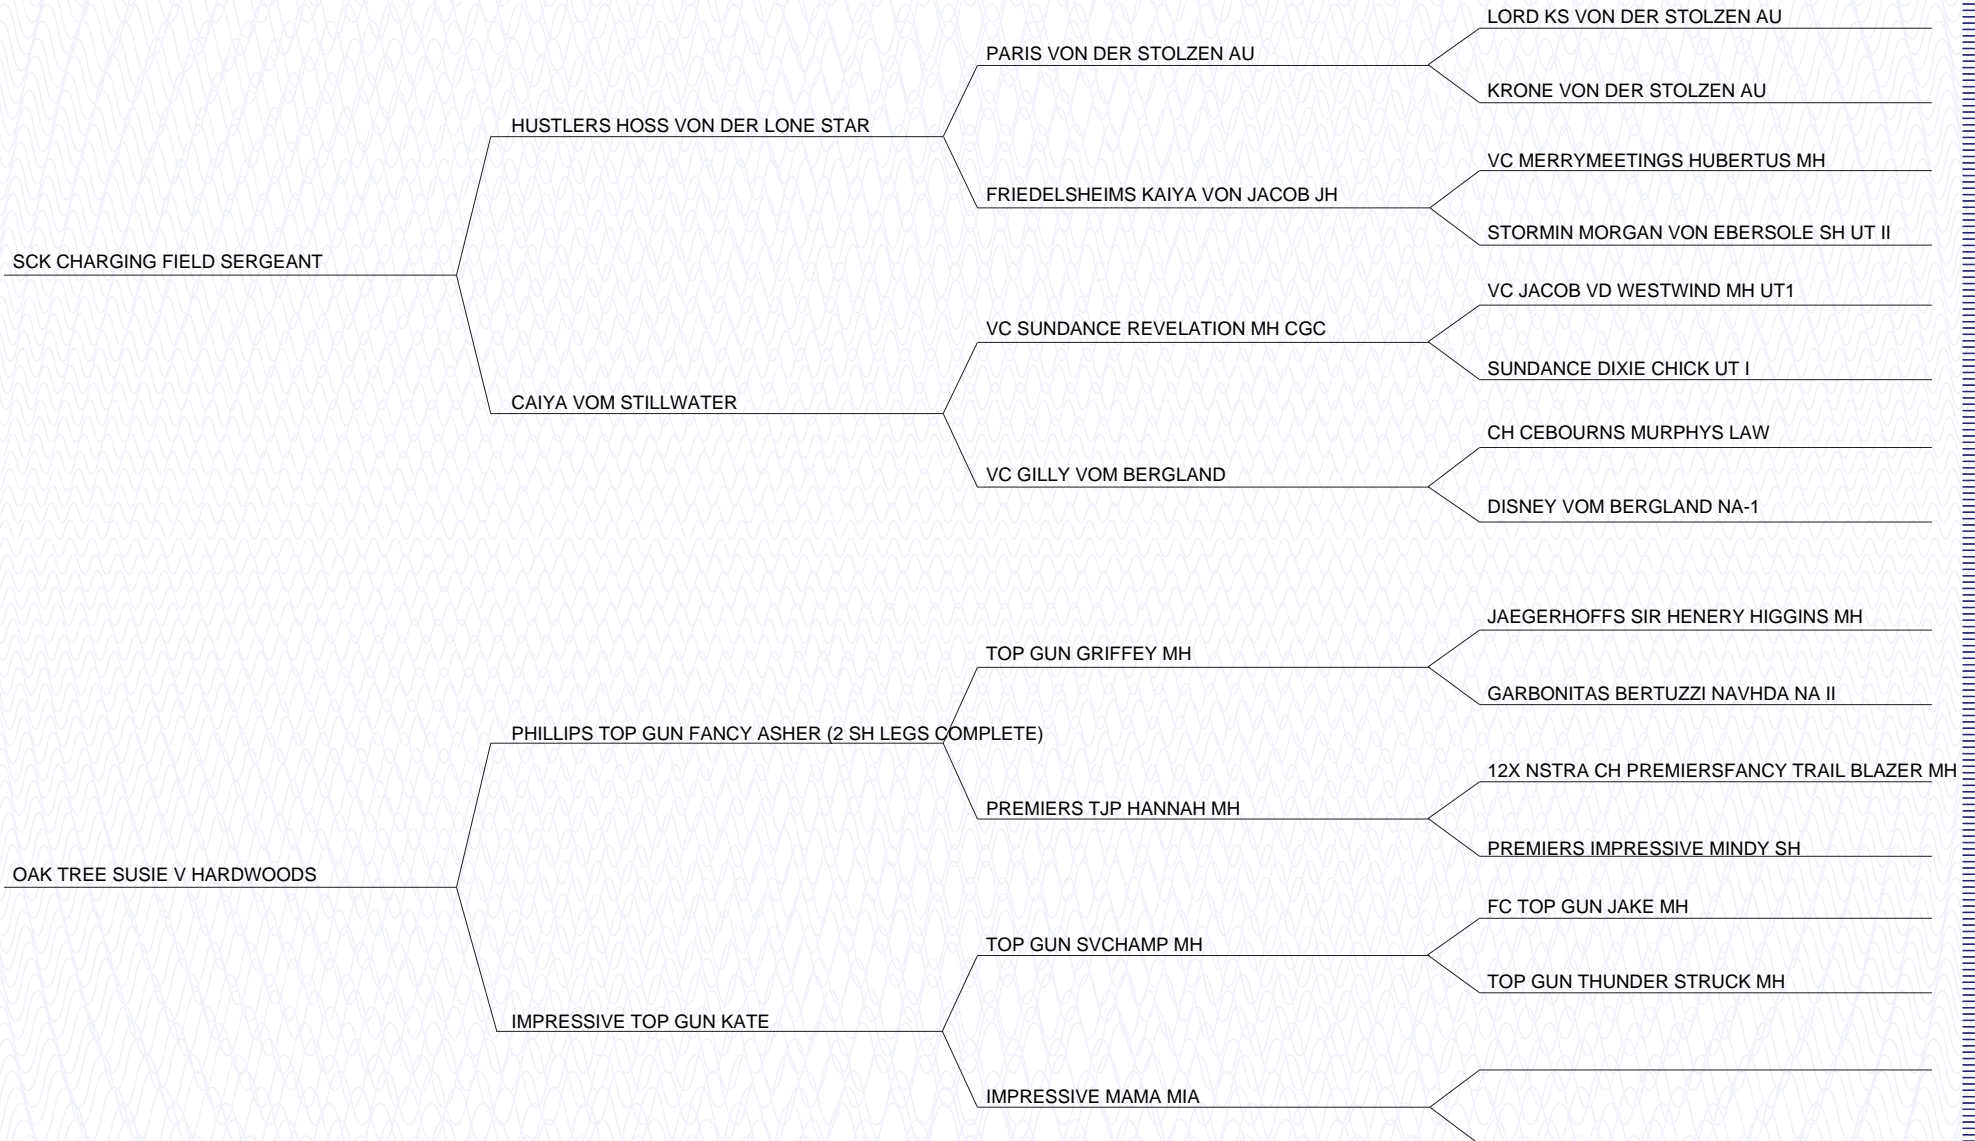 LORD KS VON DER STOLZEN AU
PARIS VON DER STOLZEN AU
KRONE VON DER STOLZEN AU
HUSTLERS HOSS VON DER LONE STAR
VC MERRYMEETINGS HUBERTUS MH
FRIEDELSHEIMS KAIYA VON JACOB JH
STORMIN MORGAN VON EBERSOLE SH UT II
SCK CHARGING FIELD SERGEANT
VC JACOB VD WESTWIND MH UT1
VC SUNDANCE REVELATION MH CGC
SUNDANCE DIXIE CHICK UT I
CAIYA VOM STILLWATER
CH CEBOURNS MURPHYS LAW
VC GILLY VOM BERGLAND
DISNEY VOM BERGLAND NA-1
JAEGERHOFFS SIR HENERY HIGGINS MH
TOP GUN GRIFFEY MH
GARBONITAS BERTUZZI NAVHDA NA II
PHILLIPS TOP GUN FANCY ASHER (2 SH LEGS COMPLETE)
12X NSTRA CH PREMIERSFANCY TRAIL BLAZER MH
PREMIERS TJP HANNAH MH
PREMIERS IMPRESSIVE MINDY SH
OAK TREE SUSIE V HARDWOODS
FC TOP GUN JAKE MH
TOP GUN SVCHAMP MH
TOP GUN THUNDER STRUCK MH
IMPRESSIVE TOP GUN KATE
IMPRESSIVE MAMA MIA